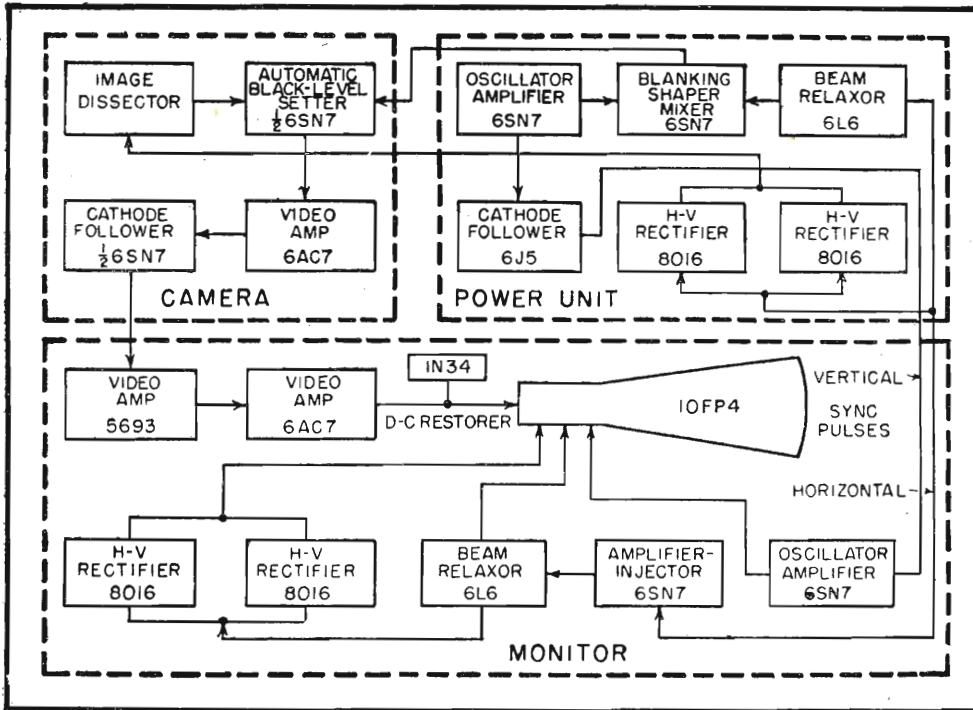 IMAGE
DISSECTOR
AUTOMATIC
BLACK-LEVEL
SETTER
½ 6SN7
CATHODE
FOLLOWER
½ 6SN7
VIDEO
AMP
6AC7
CAMERA
OSCILLATOR
AMPLIFIER
6SN7
BLANKING
SHAPER
MIXER
6SN7
BEAM
RELAXOR
6L6
CATHODE
FOLLOWER
6J5
H-V
RECTIFIER
8016
H-V
RECTIFIER
8016
POWER UNIT
VIDEO
AMP
5693
VIDEO
AMP
6AC7
1N34
D-C RESTORER
10FP4
VERTICAL
SYNC
PULSES
HORIZONTAL
H-V
RECTIFIER
8016
H-V
RECTIFIER
8016
BEAM
RELAXOR
6L6
AMPLIFIER-
INJECTOR
6SN7
OSCILLATOR
AMPLIFIER
6SN7
MONITOR